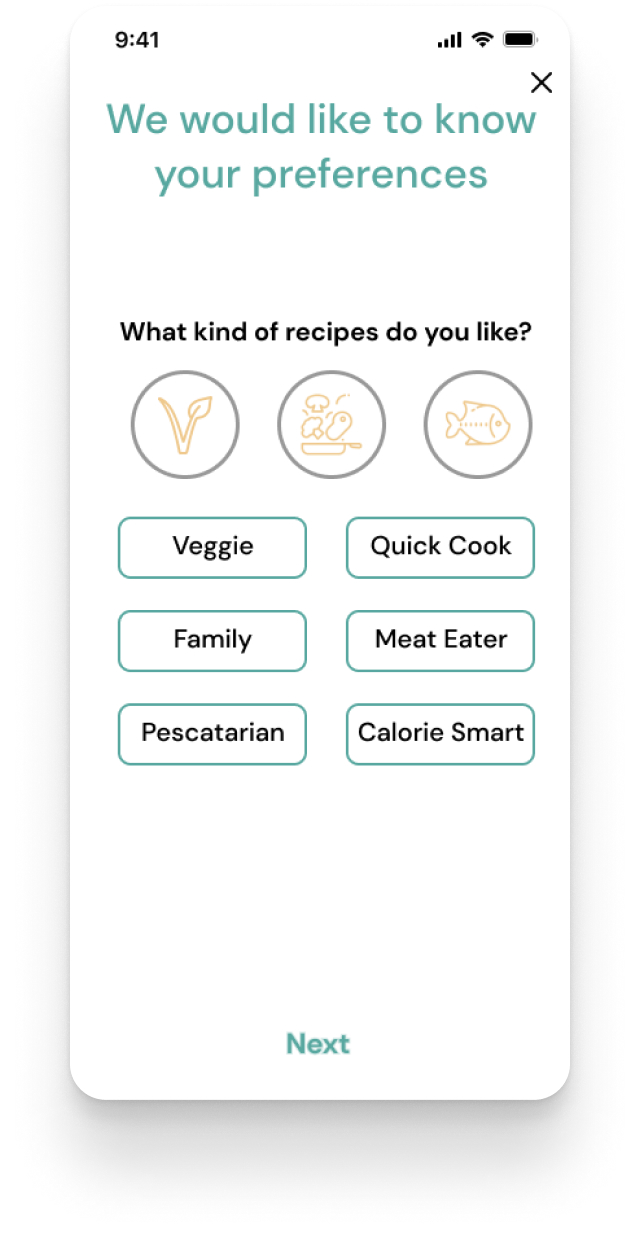 9:41
We would like to know
your preferences
What kind of recipes do you like?
Veggie
Quick Cook
Family
Meat Eater
Pescatarian
Calorie Smart
Next